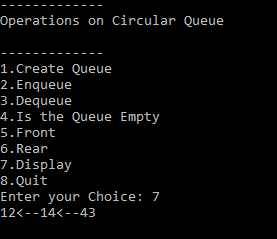 -------------
Operations on Circular Queue
-------------
1.Create Queue
2.Enqueue
3.Dequeue
4.Is the Queue Empty
5.Front
6.Rear
7.Display
8.Quit
Enter your Choice: 7
12<--14<--43